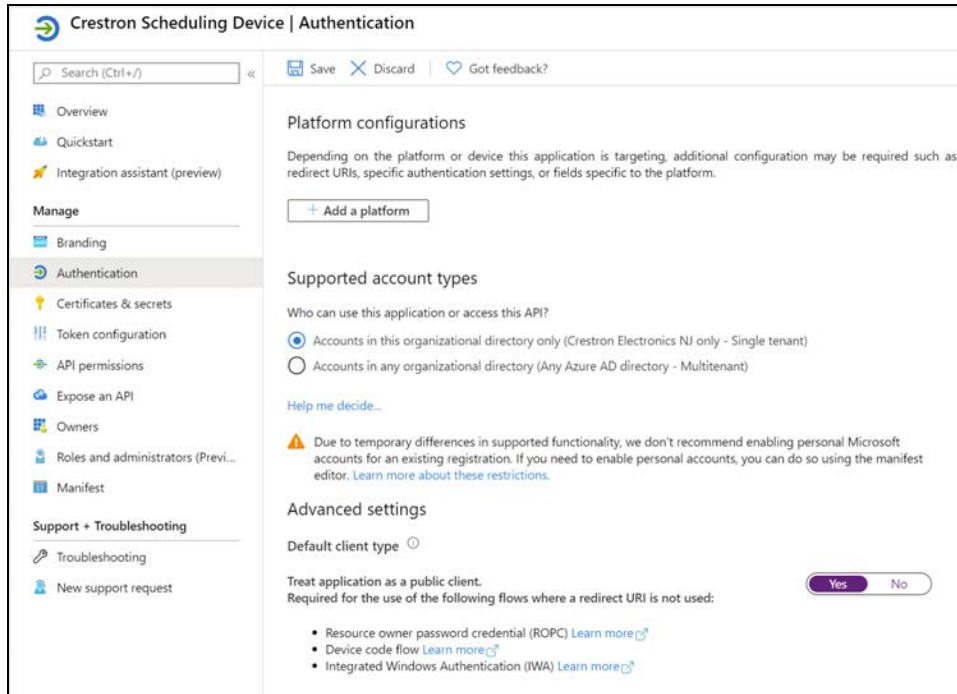 Crestron Scheduling Device | Authentication
Search (Ctrl+/)
«
Overview
Quickstart
Integration assistant (preview)
Manage
Branding
Authentication
Certificates & secrets
Token configuration
API permissions
Expose an API
Owners
Roles and administrators (Previ...
Manifest
Support + Troubleshooting
Troubleshooting
New support request
Save Discard Got feedback?
Platform configurations
Depending on the platform or device this application is targeting, additional configuration may be required such as
redirect URIs, specific authentication settings, or fields specific to the platform.
+ Add a platform
Supported account types
Who can use this application or access this API?
Accounts in this organizational directory only (Crestron Electronics NJ only - Single tenant)
Accounts in any organizational directory (Any Azure AD directory - Multitenant)
Help me decide...
Due to temporary differences in supported functionality, we don't recommend enabling personal Microsoft
accounts for an existing registration. If you need to enable personal accounts, you can do so using the manifest
editor. Learn more about these restrictions.
Advanced settings
Default client type
Treat application as a public client.
Required for the use of the following flows where a redirect URI is not used:
Yes No
• Resource owner password credential (ROPC) Learn more
• Device code flow Learn more
• Integrated Windows Authentication (IWA) Learn more